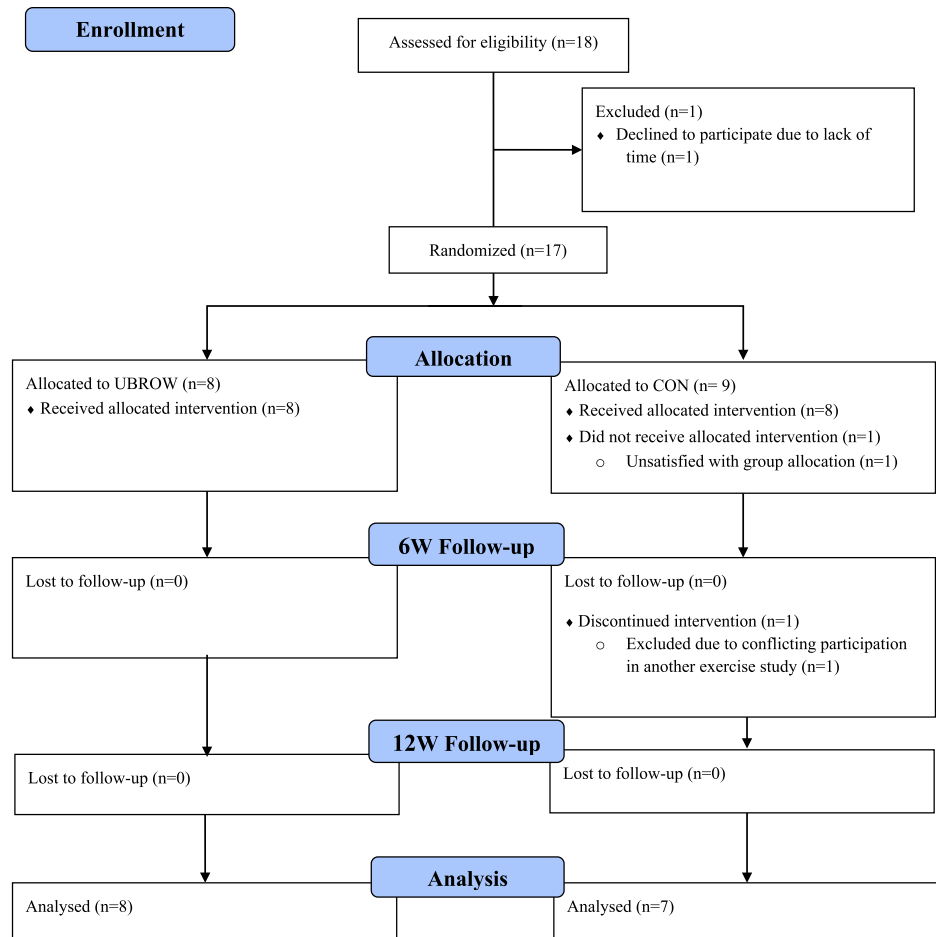 Enrollment
Assessed for eligibility (n=18)
Excluded (n=1)
♦ Declined to participate due to lack of
time (n=1)
Randomized (n=17)
Allocation
Allocated to UBROW (n=8)
♦ Received allocated intervention (n=8)
Allocated to CON (n= 9)
♦ Received allocated intervention (n=8)
♦ Did not receive allocated intervention (n=1)
o Unsatisfied with group allocation (n=1)
6W Follow-up
Lost to follow-up (n=0)
Lost to follow-up (n=0)
♦ Discontinued intervention (n=1)
o Excluded due to conflicting participation
in another exercise study (n=1)
12W Follow-up
Lost to follow-up (n=0)
Lost to follow-up (n=0)
Analysis
Analysed (n=8)
Analysed (n=7)